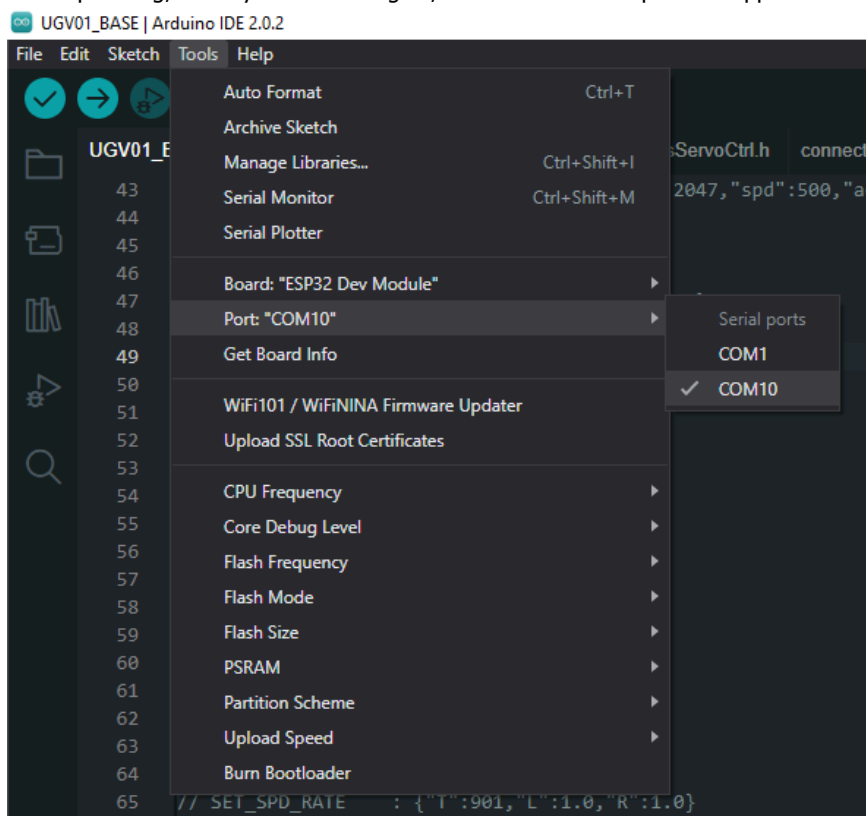 UGV01_BASE | Arduino IDE 2.0.2
File Edit Sketch Tools Help
Auto Format Ctrl+T
Archive Sketch
UGV01_B sServoCtrl.h connect
Manage Libraries... Ctrl+Shift+I
43 2047,"spd":500,"a
Serial Monitor Ctrl+Shift+M
44
Serial Plotter
45
46
Board: "ESP32 Dev Module"
47
Port: "COM10" Serial ports
48
49
Get Board Info COM1
50
COM10
51
WiFi101 / WiFiNINA Firmware Updater
52
Upload SSL Root Certificates
53
54
CPU Frequency
55
Core Debug Level
56
Flash Frequency
57
Flash Mode
58
59
Flash Size
60
PSRAM
61
Partition Scheme
62
Upload Speed
63
64
Burn Bootloader
65 // SET_SPD_RATE : {"T":901,"L":1.0,"R":1.0}